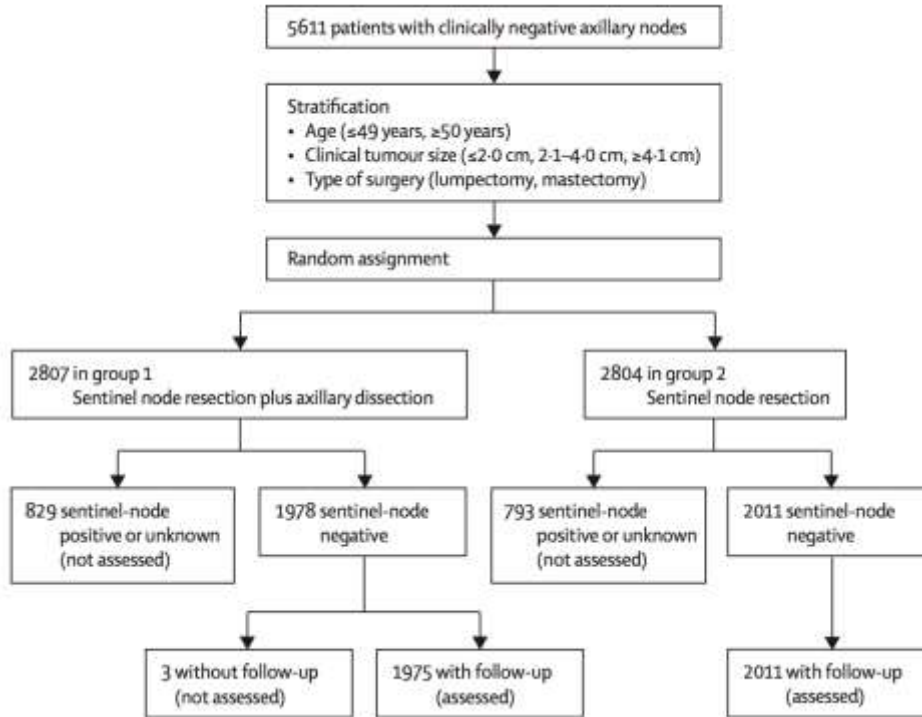 5611 patients with clinically negative axillary nodes
Stratification
• Age (≤49 years, ≥50 years)
• Clinical tumour size (≤2·0 cm, 2·1–4·0 cm, ≥4·1 cm)
• Type of surgery (lumpectomy, mastectomy)
Random assignment
2807 in group 1
Sentinel node resection plus axillary dissection
2804 in group 2
Sentinel node resection
829 sentinel-node
positive or unknown
(not assessed)
1978 sentinel-node
negative
793 sentinel-node
positive or unknown
(not assessed)
2011 sentinel-node
negative
3 without follow-up
(not assessed)
1975 with follow-up
(assessed)
2011 with follow-up
(assessed)